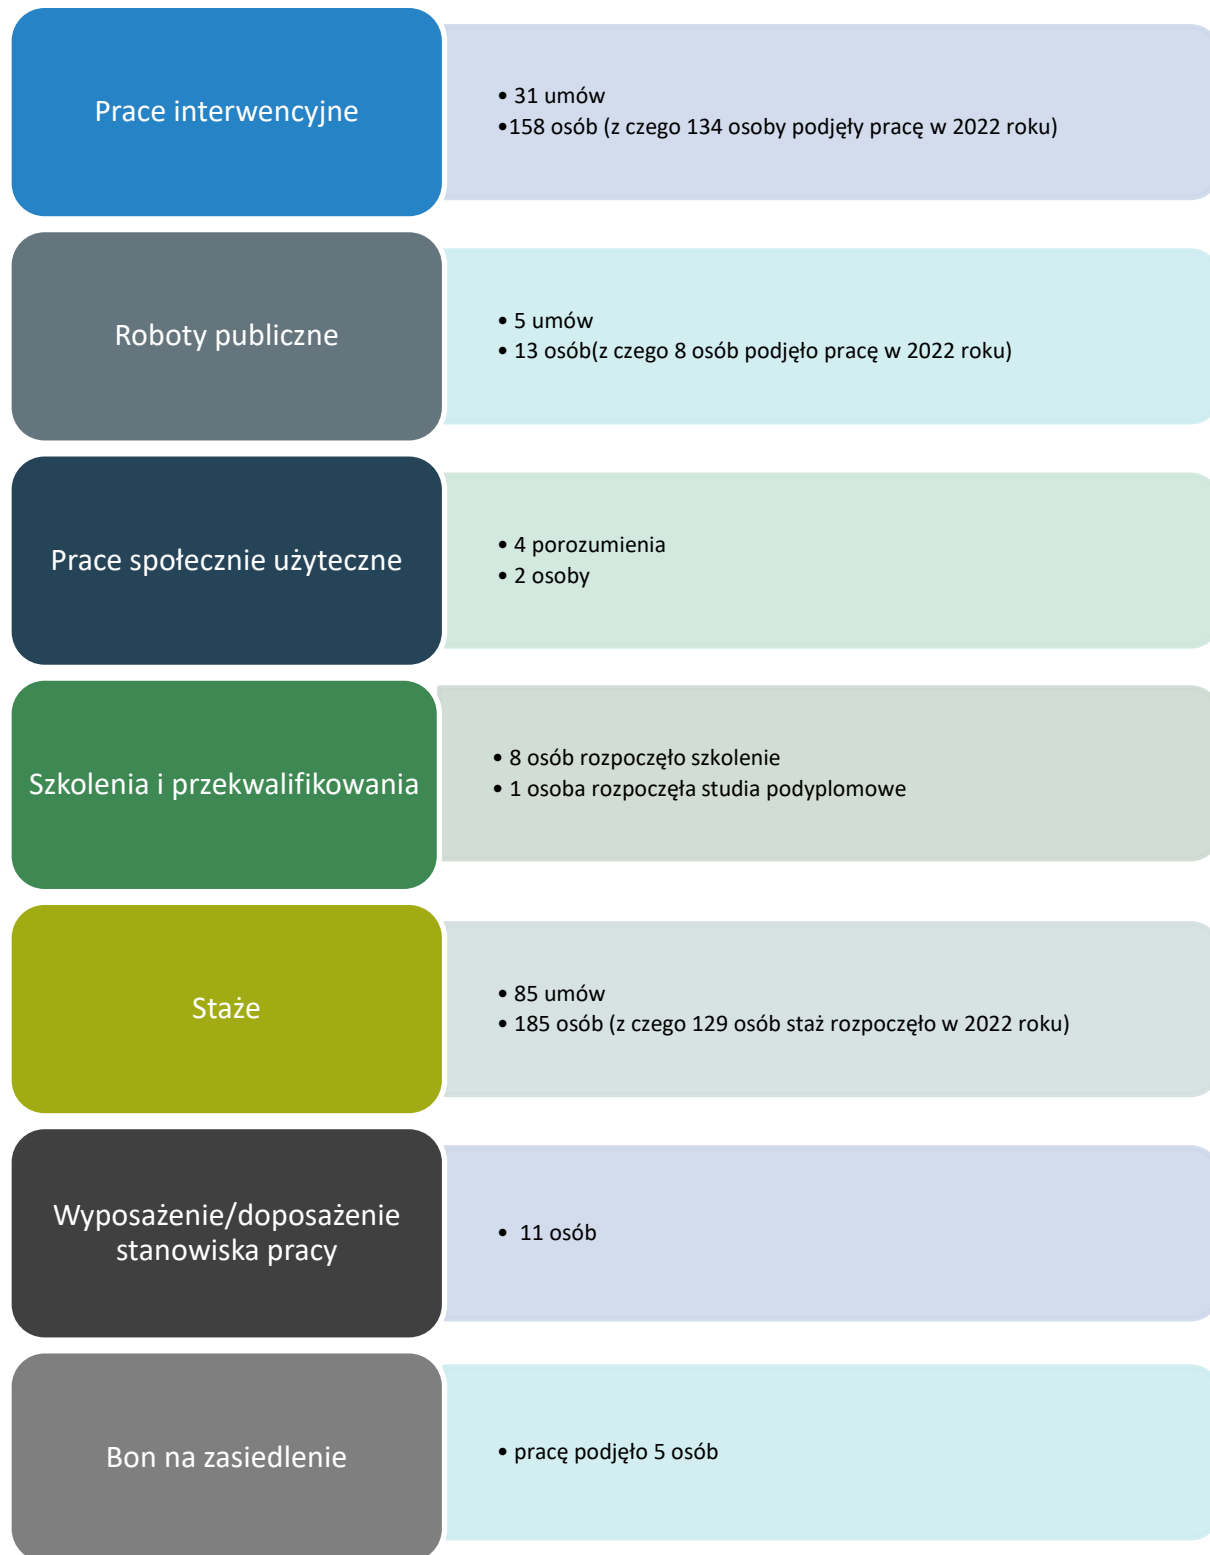 Prace interwencyjne
• 31 umów
•158 osób (z czego 134 osoby podjęły pracę w 2022 roku)
Roboty publiczne
• 5 umów
• 13 osób(z czego 8 osób podjęło pracę w 2022 roku)
Prace społecznie użyteczne
• 4 porozumienia
• 2 osoby
Szkolenia i przekwalifikowania
• 8 osób rozpoczęło szkolenie
• 1 osoba rozpoczęła studia podyplomowe
Staże
• 85 umów
• 185 osób (z czego 129 osób staż rozpoczęło w 2022 roku)
Wyposażenie/doposażenie
stanowiska pracy
• 11 osób
Bon na zasiedlenie
• pracę podjęło 5 osób